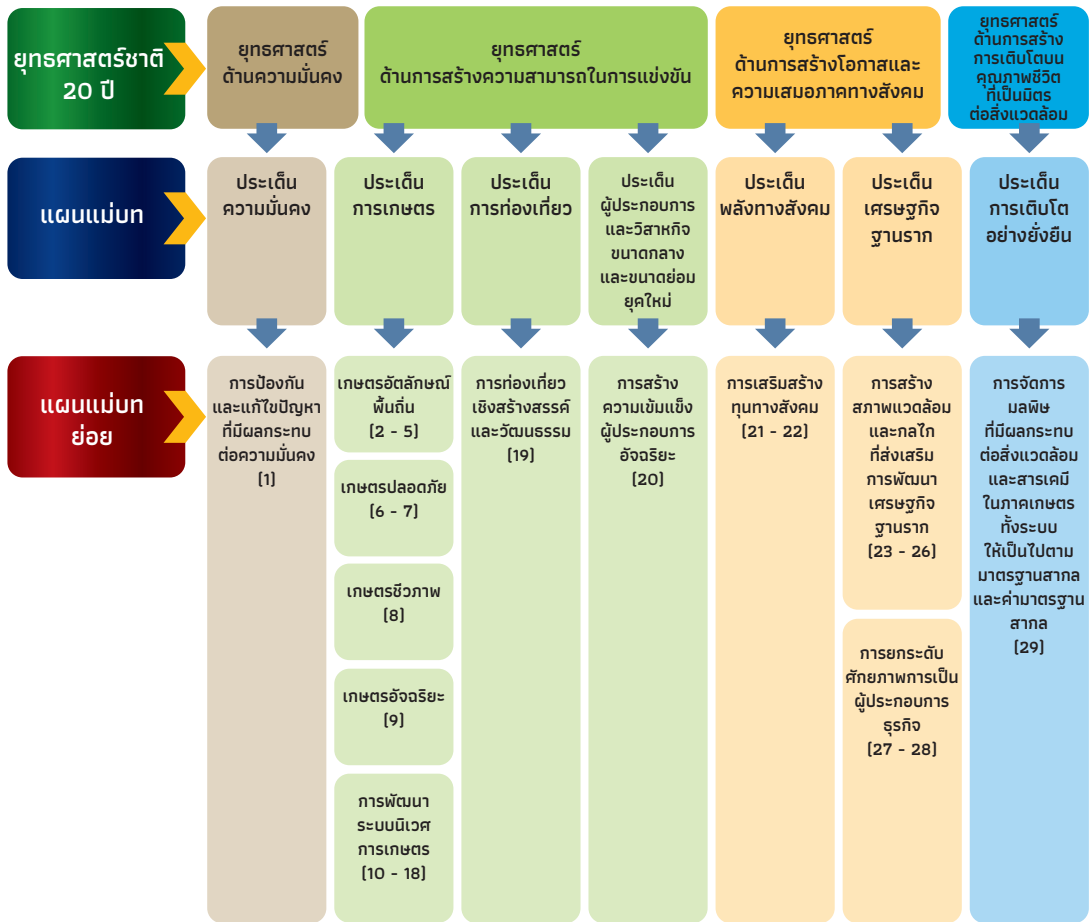 ยุทธศาสตร์ชาติ
20 ปี
ยุทธศาสตร์
ด้านความมั่นคง
ยุทธศาสตร์
ด้านการสร้างความสามารถในการแข่งขัน
ยุทธศาสตร์
ด้านการสร้างโอกาสและ
ความเสมอภาคทางสังคม
ยุทธศาสตร์
ด้านการสร้าง
การเติบโตบน
คุณภาพชีวิต
ที่เป็นมิตร
ต่อสิ่งแวดล้อม
แผนแม่บท
ประเด็น
ความมั่นคง
ประเด็น
การเกษตร
ประเด็น
การท่องเที่ยว
ประเด็น
ผู้ประกอบการ
และวิสาหกิจ
ขนาดกลาง
และขนาดย่อม
ยุคใหม่
ประเด็น
พลังทางสังคม
ประเด็น
เศรษฐกิจ
ฐานราก
ประเด็น
การเติบโต
อย่างยั่งยืน
แผนแม่บท
ย่อย
การป้องกัน
และแก้ไขปัญหา
ที่มีผลกระทบ
ต่อความมั่นคง
(1)
เกษตรอัตลักษณ์
พื้นถิ่น
(2 - 5)
เกษตรปลอดภัย
(6 - 7)
เกษตรชีวภาพ
(8)
เกษตรอัจฉริยะ
(9)
การพัฒนา
ระบบนิเวศ
การเกษตร
(10 - 18)
การท่องเที่ยว
เชิงสร้างสรรค์
และวัฒนธรรม
(19)
การสร้าง
ความเข้มแข็ง
ผู้ประกอบการ
อัจฉริยะ
(20)
การเสริมสร้าง
ทุนทางสังคม
(21 - 22)
การสร้าง
สภาพแวดล้อม
และกลไก
ที่ส่งเสริม
การพัฒนา
เศรษฐกิจ
ฐานราก
(23 - 26)
การยกระดับ
ศักยภาพการเป็น
ผู้ประกอบการ
ธุรกิจ
(27 - 28)
การจัดการ
มลพิษ
ที่มีผลกระทบ
ต่อสิ่งแวดล้อม
และสารเคมี
ในภาคเกษตร
ทั้งระบบ
ให้เป็นไปตาม
มาตรฐานสากล
และค่ามาตรฐาน
สากล
(29)